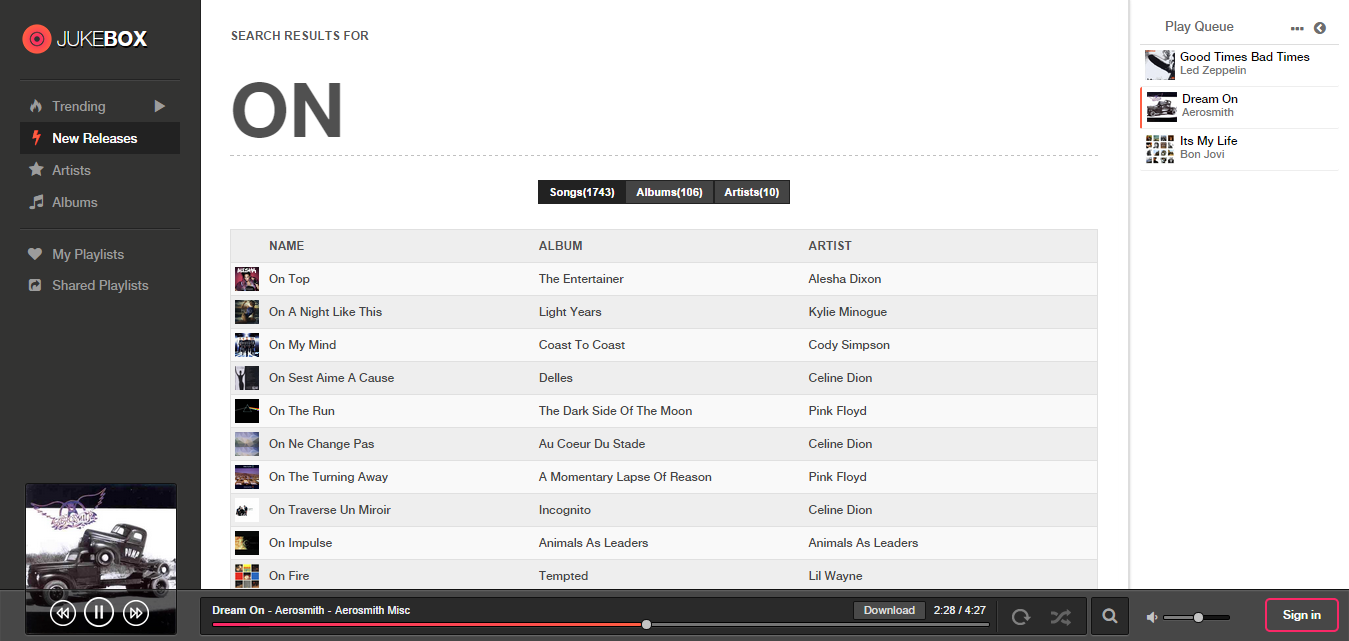 JUKEBOX
Trending
New Releases
Artists
Albums
My Playlists
Shared Playlists
SEARCH RESULTS FOR
ON
Songs(1743) Albums(106) Artists(10)
NAME ALBUM ARTIST
On Top The Entertainer Alesha Dixon
On A Night Like This Light Years Kylie Minogue
On My Mind Coast To Coast Cody Simpson
On Sest Aime A Cause Delles Celine Dion
On The Run The Dark Side Of The Moon Pink Floyd
On Ne Change Pas Au Coeur Du Stade Celine Dion
On The Turning Away A Momentary Lapse Of Reason Pink Floyd
On Traverse Un Miroir Incognito Celine Dion
On Impulse Animals As Leaders Animals As Leaders
On Fire Tempted Lil Wayne
Play Queue
Good Times Bad Times
Led Zeppelin
Dream On
Aerosmith
Its My Life
Bon Jovi
Dream On - Aerosmith - Aerosmith Misc Download 2:28 / 4:27
Sign in